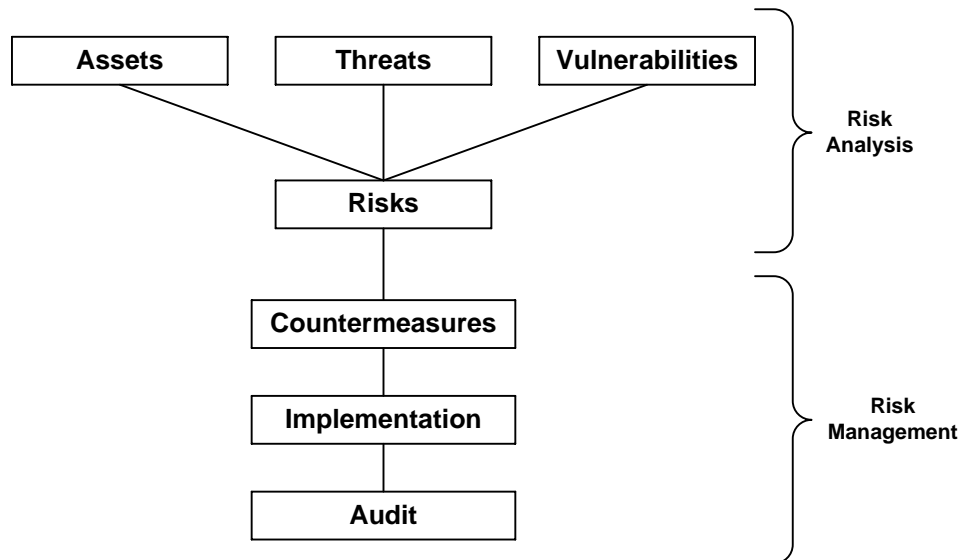 Assets
Threats
Vulnerabilities
Risk
Analysis
Risks
Countermeasures
Implementation
Risk
Management
Audit